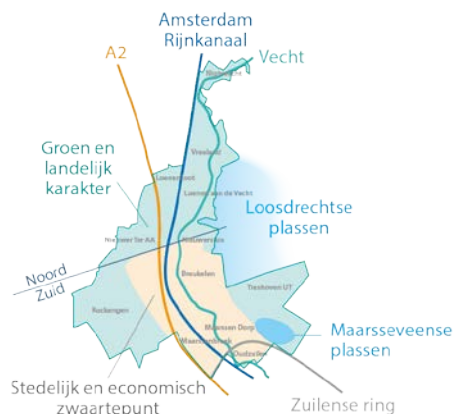 Amsterdam
Rijnkanaal
A2
Vecht
Vreeland
Groen en
landelijk
karakter
Loenersloot
Loenen aan de Vecht
Loosdrechtse
plassen
Nieuwer Ter AA
Nieuwersluis
Noord
Zuid
Breukelen
Tienhoven UT
Kockengen
Maarssen Dorp
Maarssenbroek
Oud Zuilen
Maarsseveense
plassen
Stedelijk en economisch
zwaartepunt
Zuilense ring